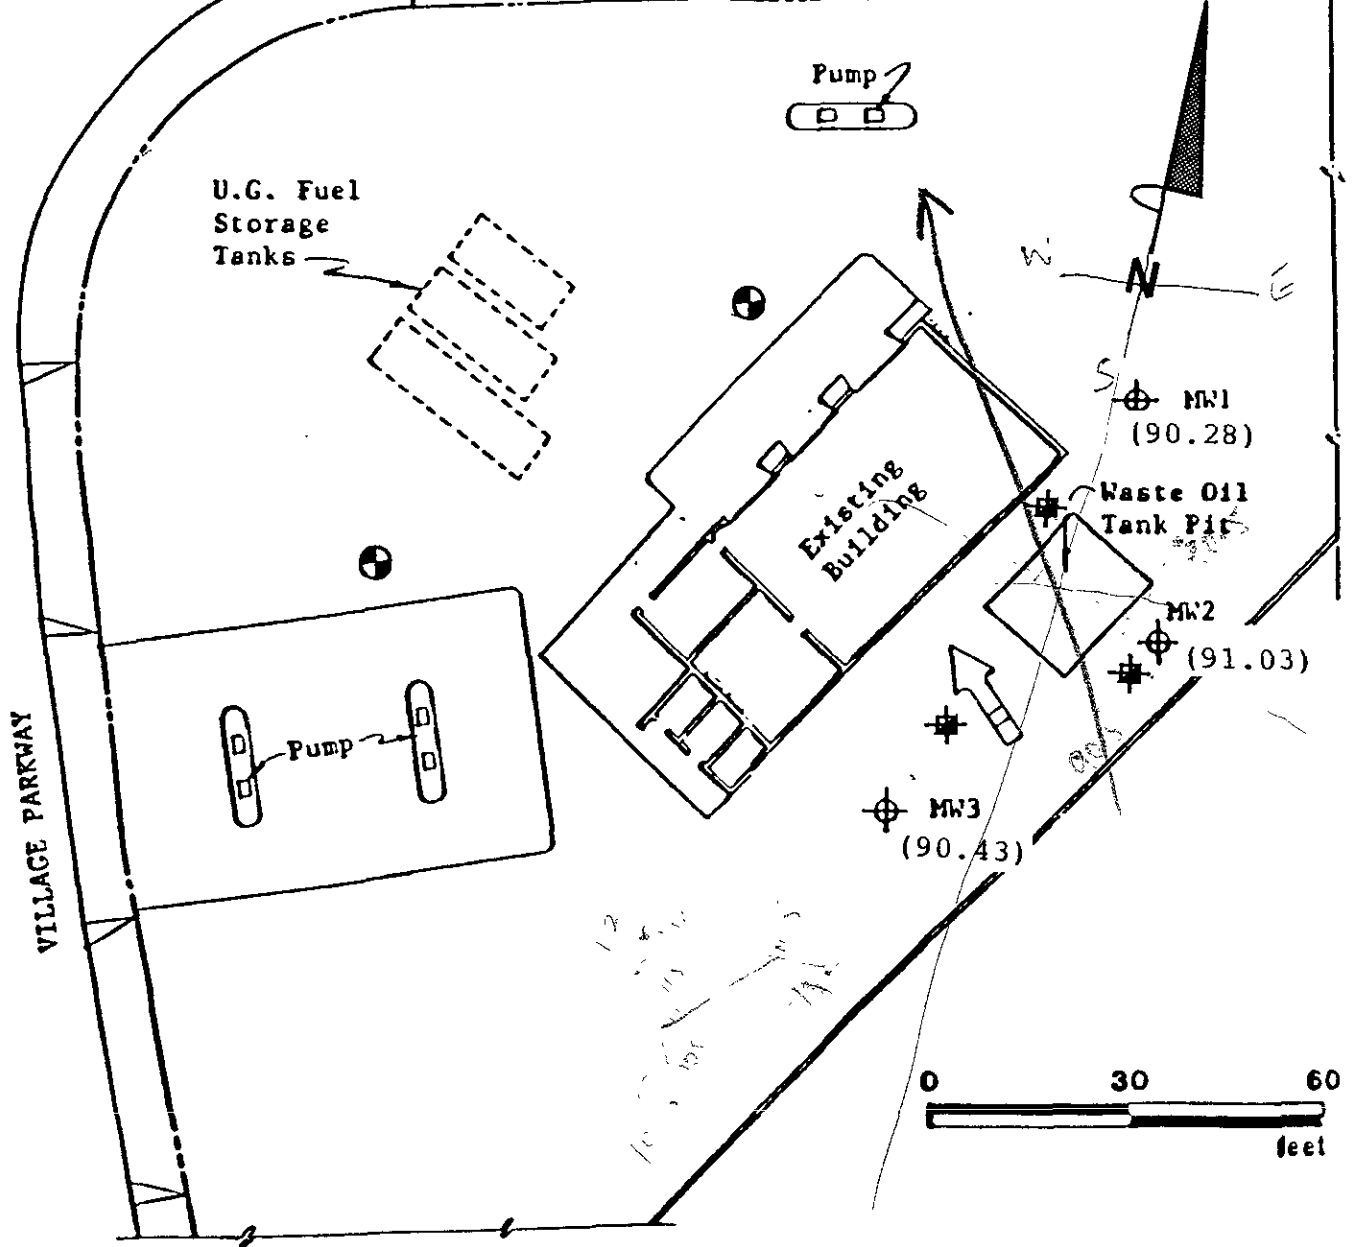 Pump
U.G. Fuel
Storage
Tanks
W
N
E
S
MW1
(90.28)
Existing
Building
Waste Oil
Tank Pit
MW2
(91.03)
Pump
MW3
(90.43)
VILLAGE PARKWAY
0 30 60
feet